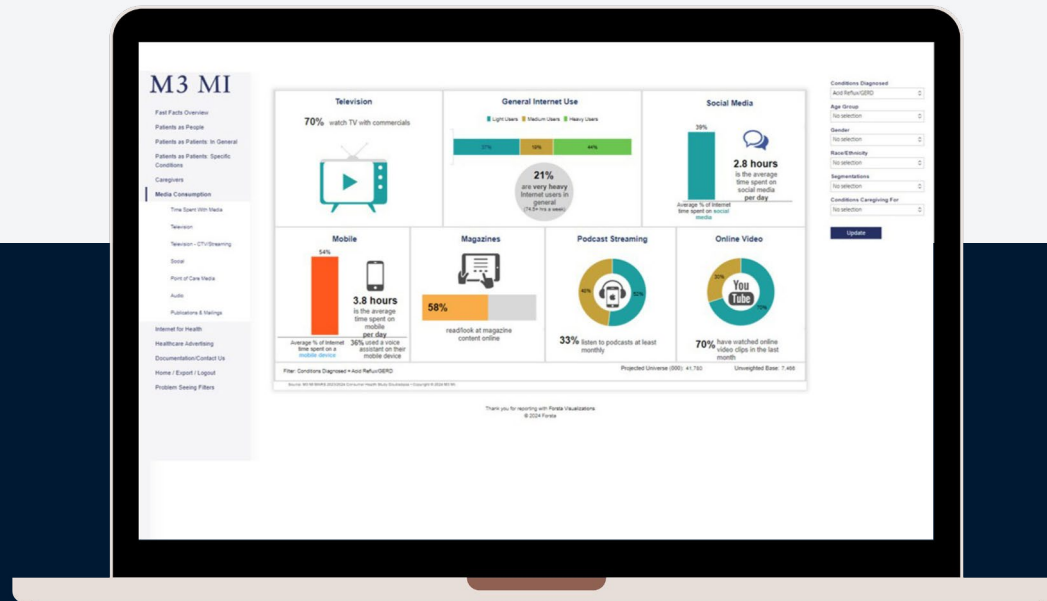 M3 MI
Fast Facts Overview
Patients as People
Patients as Patients: In General
Patients as Patients: Specific
Conditions
Caregivers
Media Consumption
Time Spent With Media
Television
Television - CTV/Streaming
Social
Point of Care Media
Audio
Publications & Mailings
Internet for Health
Healthcare Advertising
Documentation/Contact Us
Home / Export / Logout
Problem Seeing Filters
Television
70% watch TV with commercials
General Internet Use
Light Users Medium Users Heavy Users
19% 44%
21%
are very heavy
Internet users in
general
Social Media
39%
2.8 hours
is the average
time spent on
social media
per day
Average % of Internet
time spent on social
media
Mobile
54%
3.8 hours
is the average
time spent on
mobile
per day
Average % of Internet
time spent on a
mobile device
36% used a voice
assistant on their
mobile device
Magazines
58%
read/look at magazine
content online
Podcast Streaming
33% listen to podcasts at least
monthly
Online Video
You
Tube
70%
70% have watched online
video clips in the last
month
Filter: Conditions Diagnosed = Acid Reflux/GERD
Projected Universe (000): 41,783 Unweighted Base: 7,468
Thank you for reporting with Forsta Visualizations
© 2024 Forsta
Conditions Diagnosed
Acid Reflux/GERD
Age Group
No selection
Gender
No selection
Race/Ethnicity
No selection
Segmentations
No selection
Conditions Caregiving For
No selection
Update